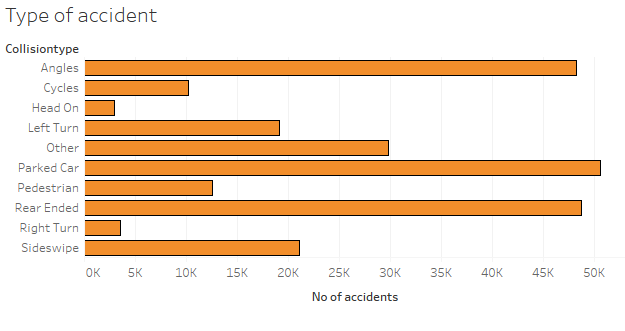 Type of accident
Collisiontype
Angles
Cycles
Head On
Left Turn
Other
Parked Car
Pedestrian
Rear Ended
Right Turn
Sideswipe
0K 5K 10K 15K 20K 25K 30K 35K 40K 45K 50K
No of accidents